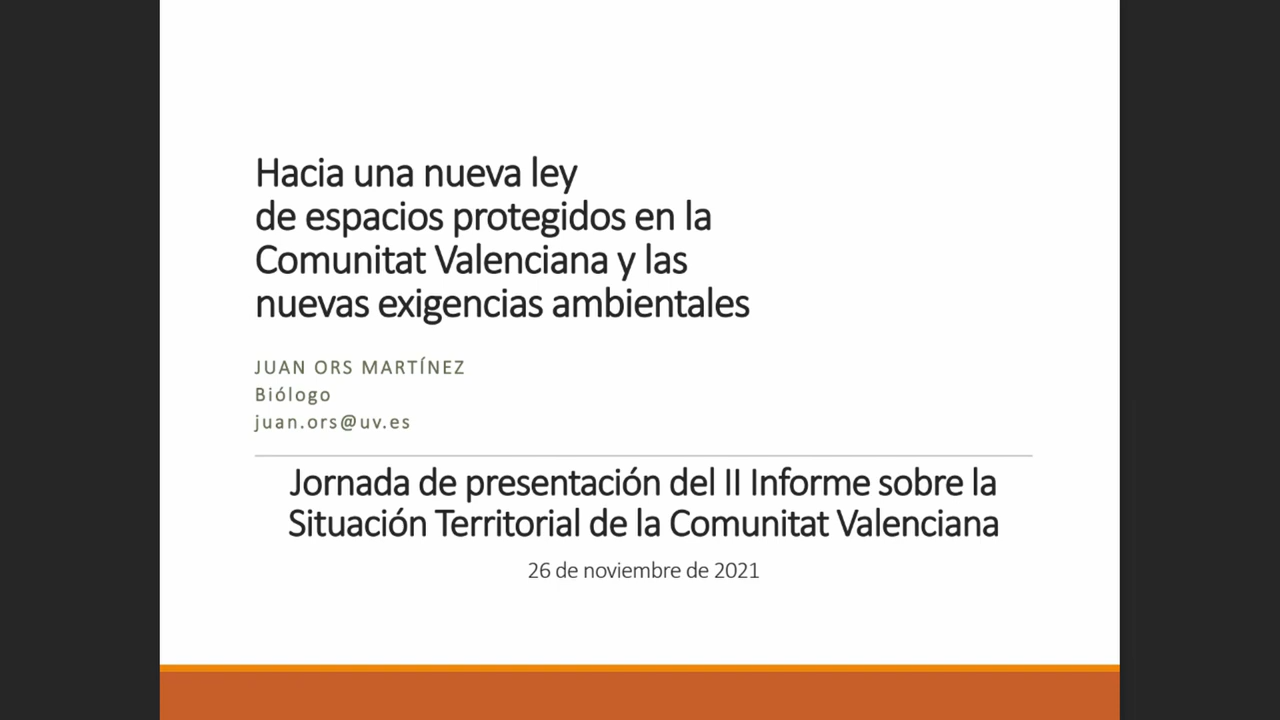 Hacia una nueva ley
de espacios protegidos en la
Comunitat Valenciana y las
nuevas exigencias ambientales
JUAN ORS MARTÍNEZ
Biólogo
juan.ors@uv.es
Jornada de presentación del II Informe sobre la
Situación Territorial de la Comunitat Valenciana
26 de noviembre de 2021